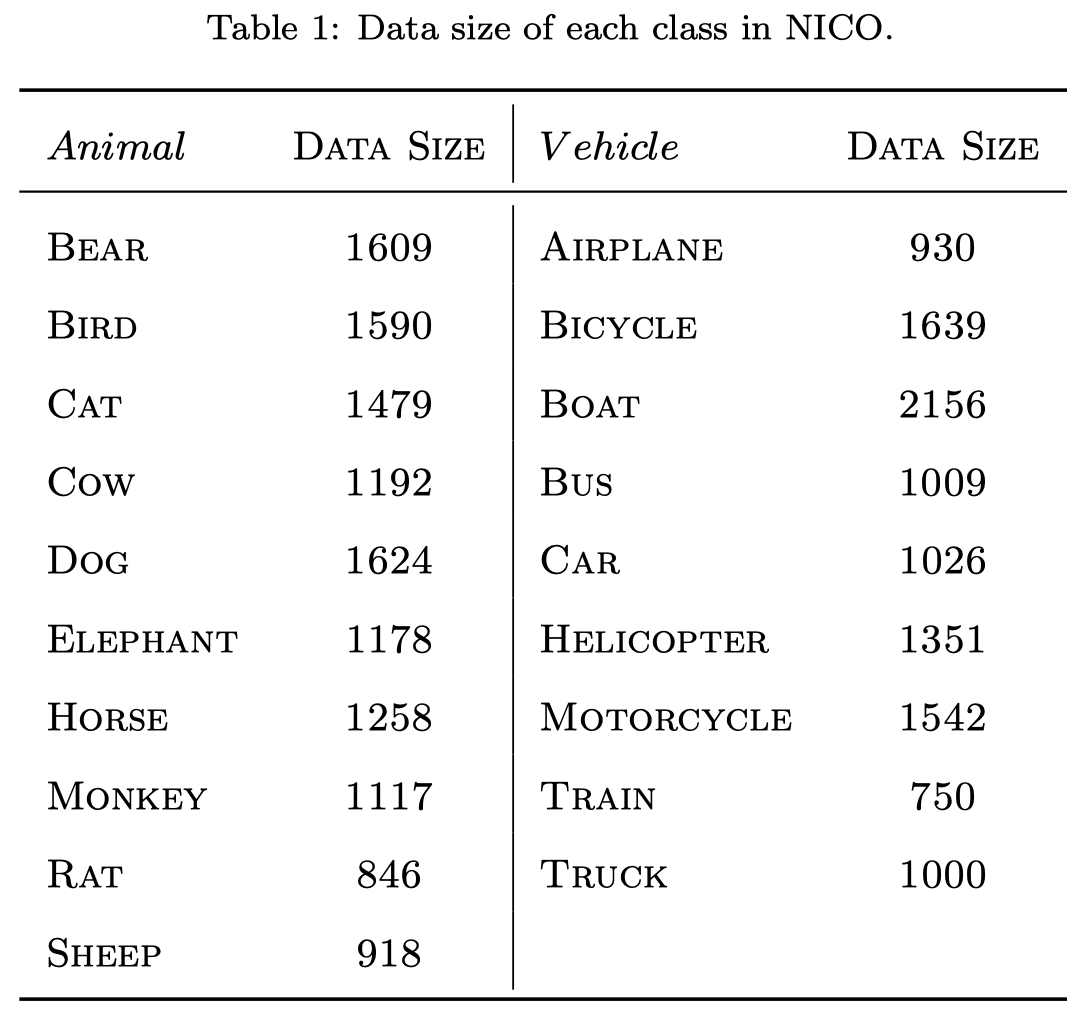 Table 1: Data size of each class in NICO.
Animal Data Size Vehicle Data Size
Bear 1609 Airplane 930
Bird 1590 Bicycle 1639
Cat 1479 Boat 2156
Cow 1192 Bus 1009
Dog 1624 Car 1026
Elephant 1178 Helicopter 1351
Horse 1258 Motorcycle 1542
Monkey 1117 Train 750
Rat 846 Truck 1000
Sheep 918